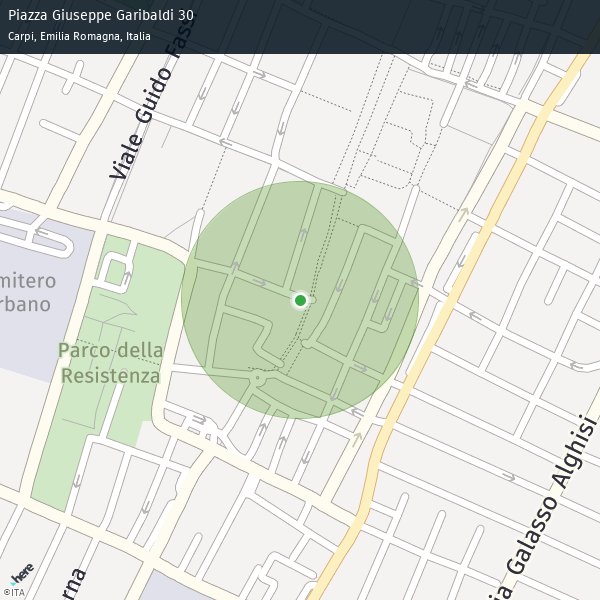 Piazza Giuseppe Garibaldi 30
Carpi, Emilia Romagna, Italia
Viale Guido Fass
mitero
rbano
Parco della
Resistenza
ia Galasso Alghisi
rna
here
©ITA